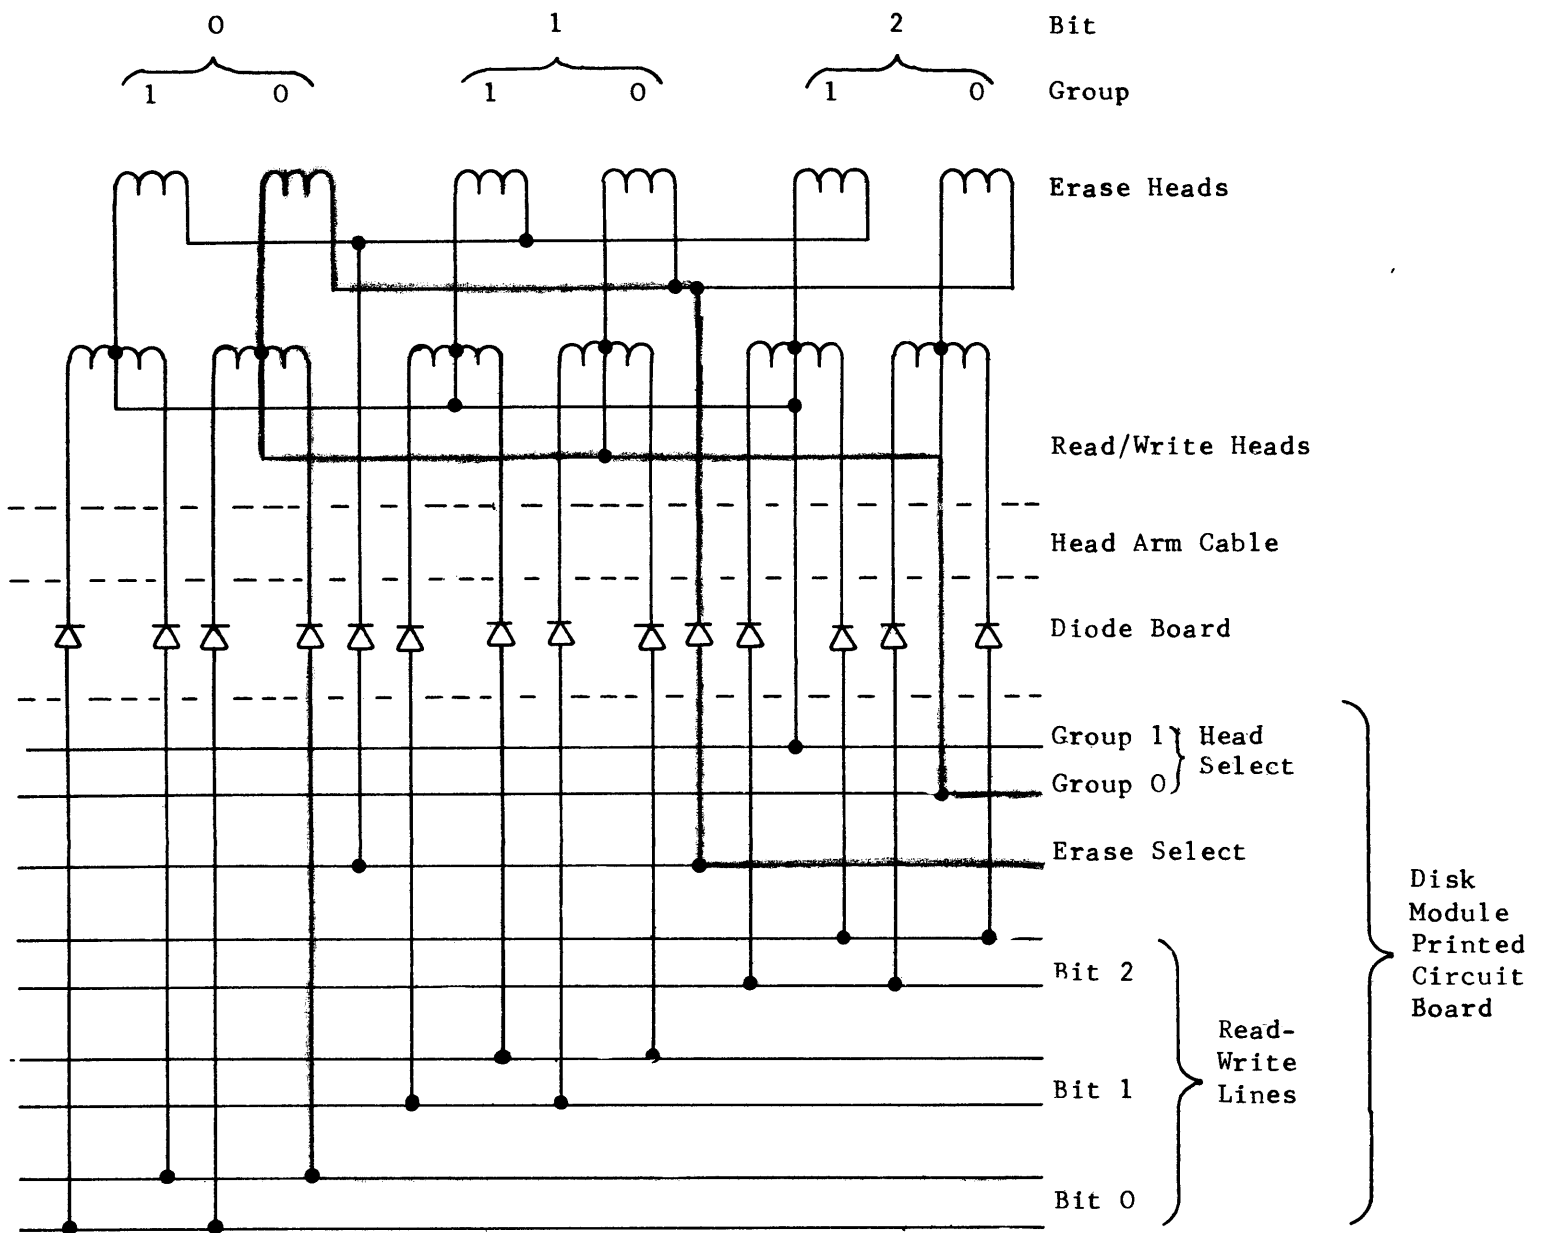 0 1 2 Bit
1 0 1 0 1 0 Group
Erase Heads
Read/Write Heads
Head Arm Cable
Diode Board
Group 1 Head
Select
Group 0
Erase Select
Disk
Module
Printed
Circuit
Board
Bit 2
Read-
Write
Lines
Bit 1
Bit 0